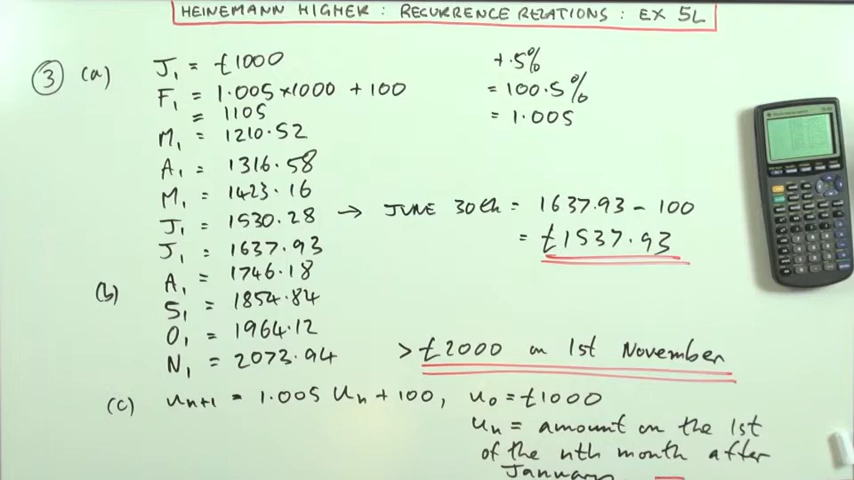 HEINEMANN HIGHER : RECURRENCE RELATIONS : EX 5L
③ (a) J₁ = £1000
+.5%
F₁ = 1.005 × 1000 + 100
= 100.5%
= 1105
= 1.005
M₁ = 1210.52
A₁ = 1316.58
M₁ = 1423.16
J₁ = 1530.28 → JUNE 30th = 1637.93 - 100
J₁ = 1637.93
= £1537.93
A₁ = 1746.18
(b) S₁ = 1854.84
O₁ = 1964.12
N₁ = 2073.94 > £2000 on 1st November
(c) uₙ₊₁ = 1.005 Uₙ + 100, u₀ = £1000
uₙ = amount on the 1st
of the nth month after
January